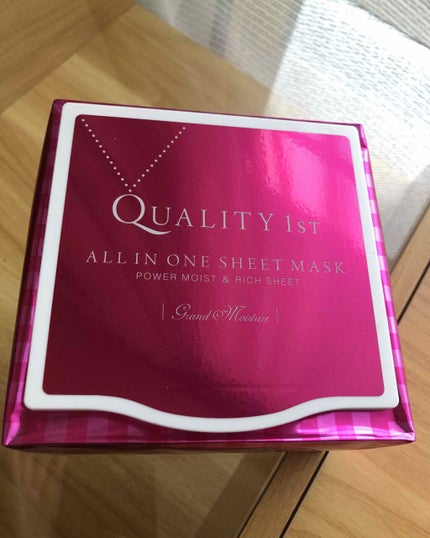 QUALITY 1ST
ALL IN ONE SHEET MASK
POWER MOIST & RICH SHEET
Grand Moisture